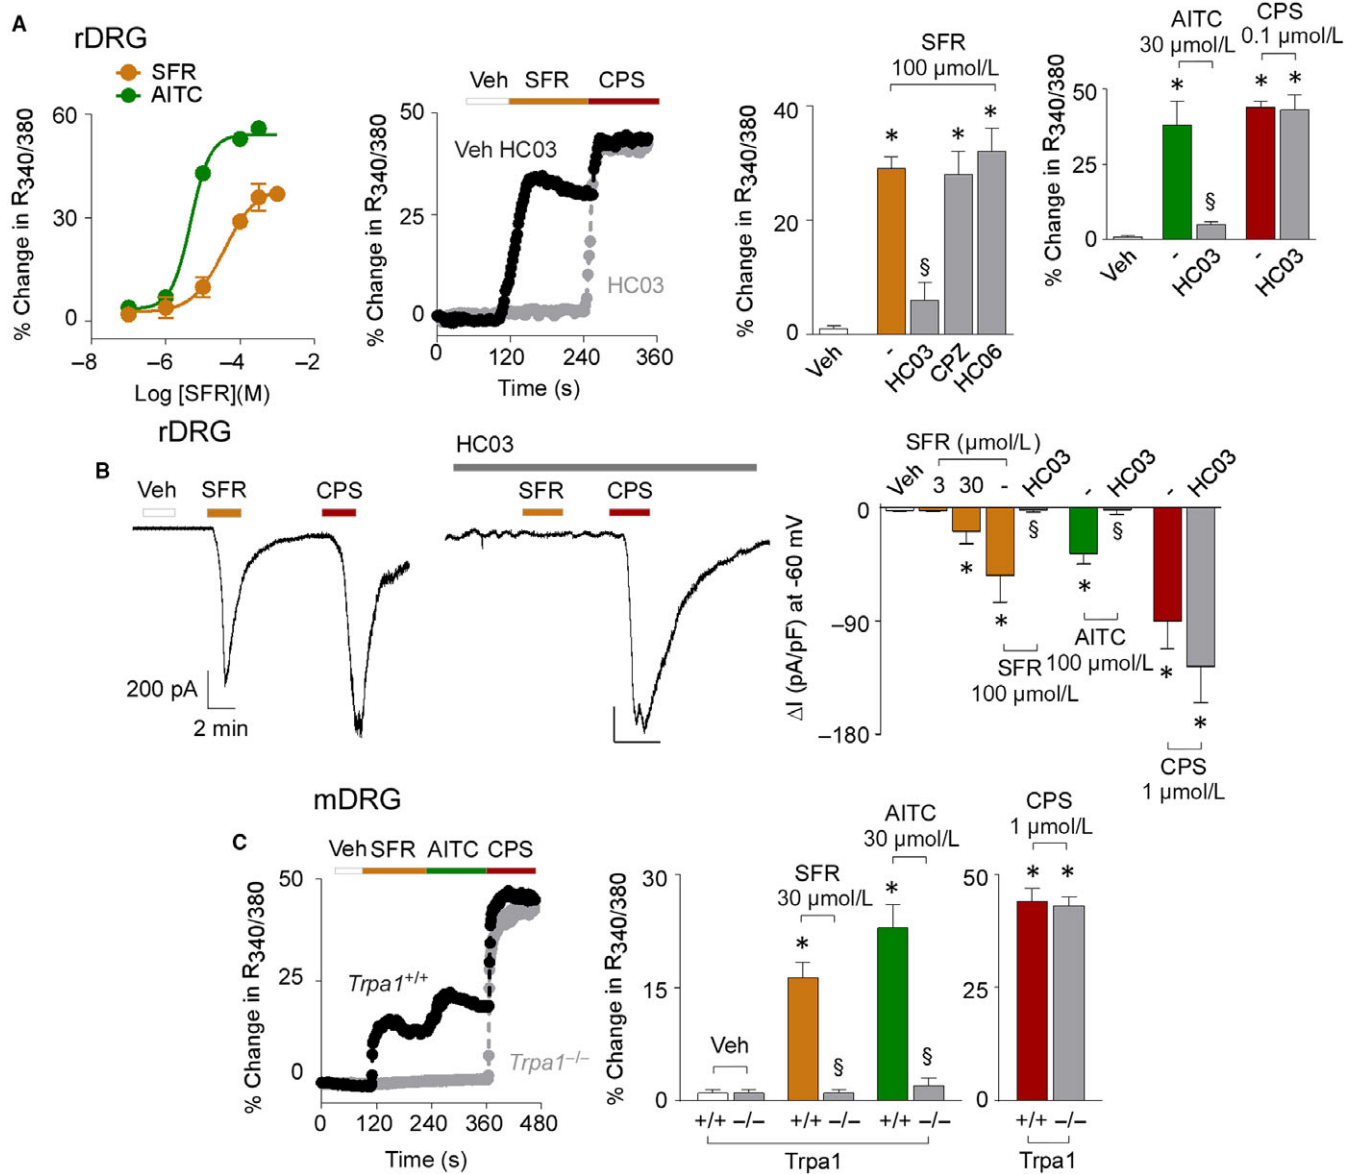 A
rDRG
SFR
AITC
% Change in R340/380
60
30
0
–8
–6
–4
–2
Log [SFR](M)
Veh
SFR
CPS
% Change in R340/380
50
25
0
Veh HC03
HC03
0
120
240
360
Time (s)
SFR
100 µmol/L
% Change in R340/380
40
20
0
*
§
*
*
Veh
-
HC03
CPZ
HC06
AITC
30 µmol/L
CPS
0.1 µmol/L
% Change in R340/380
50
25
0
*
§
*
*
Veh
-
HC03
-
HC03
rDRG
B
Veh
SFR
CPS
200 pA
2 min
HC03
SFR
CPS
SFR (µmol/L)
Veh
3
30
-
HC03
-
HC03
-
HC03
ΔI (pA/pF) at -60 mV
0
–90
–180
*
*
§
*
§
*
*
SFR
100 µmol/L
AITC
100 µmol/L
CPS
1 µmol/L
mDRG
C
Veh
SFR
AITC
CPS
% Change in R340/380
50
25
0
Trpa1+/+
Trpa1–/–
0
120
240
360
480
Time (s)
% Change in R340/380
30
15
0
Veh
SFR
30 µmol/L
*
§
AITC
30 µmol/L
*
§
+/+
–/–
+/+
–/–
+/+
–/–
Trpa1
CPS
1 µmol/L
50
25
0
*
*
+/+
–/–
Trpa1